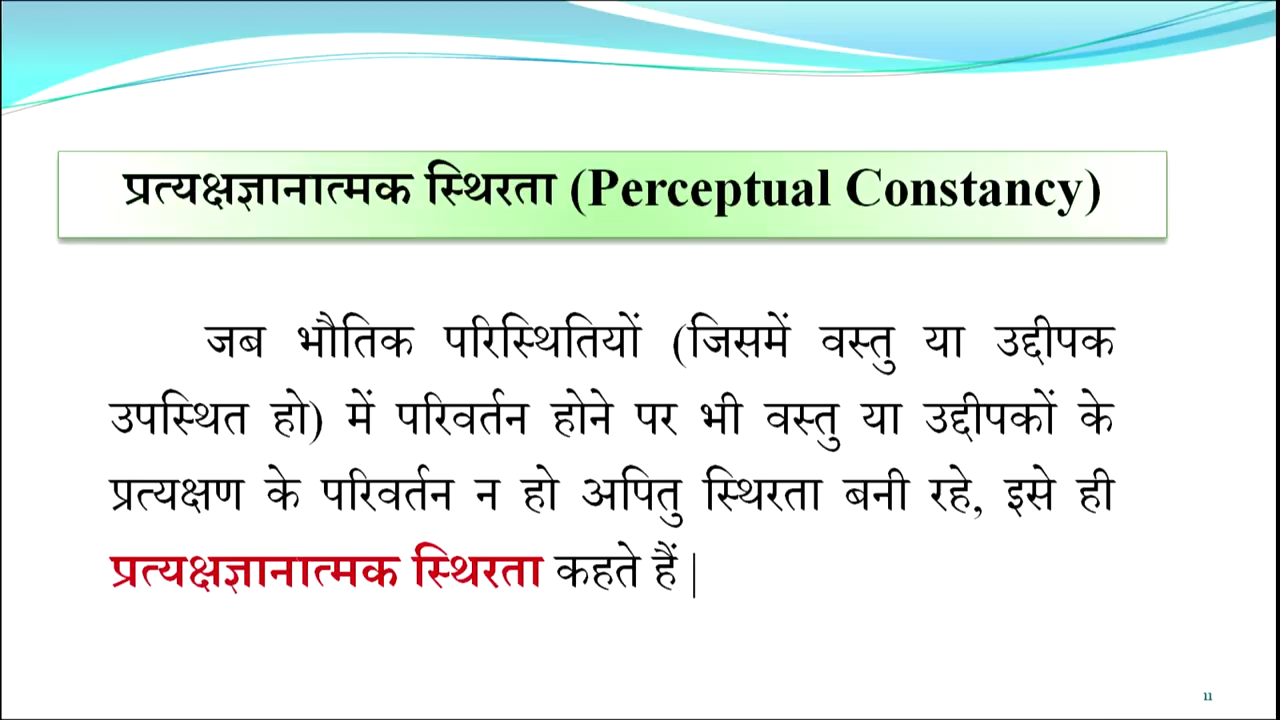 प्रत्यक्षज्ञानात्मक स्थिरता (Perceptual Constancy)
जब भौतिक परिस्थितियों (जिसमें वस्तु या उद्दीपक
उपस्थित हो) में परिवर्तन होने पर भी वस्तु या उद्दीपकों के
प्रत्यक्षण के परिवर्तन न हो अपितु स्थिरता बनी रहे, इसे ही
प्रत्यक्षज्ञानात्मक स्थिरता कहते हैं |
11